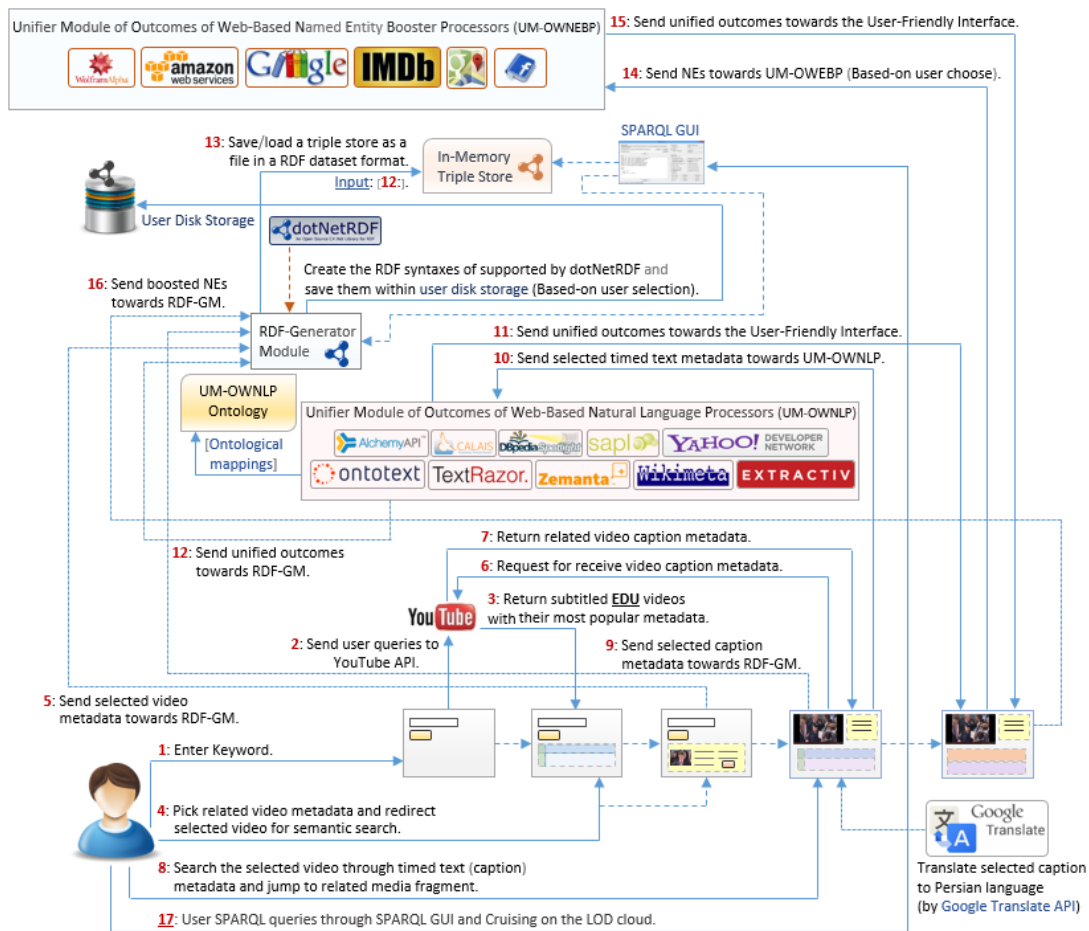 Unifier Module of Outcomes of Web-Based Named Entity Booster Processors (UM-OWNEBP)
WolframAlpha
amazon
web services
Google
IMDb
15: Send unified outcomes towards the User-Friendly Interface.
14: Send NEs towards UM-OWEBP (Based-on user choose).
SPARQL GUI
13: Save/load a triple store as a
file in a RDF dataset format.
Input: [12:].
In-Memory
Triple Store
User Disk Storage
dotNetRDF
An Open Source C# .Net Library for RDF
Create the RDF syntaxes of supported by dotNetRDF and
save them within user disk storage (Based-on user selection).
16: Send boosted NEs
towards RDF-GM.
RDF-Generator
Module
11: Send unified outcomes towards the User-Friendly Interface.
10: Send selected timed text metadata towards UM-OWNLP.
UM-OWNLP
Ontology
[Ontological
mappings]
Unifier Module of Outcomes of Web-Based Natural Language Processors (UM-OWNLP)
AlchemyAPI™
CALAIS
DBpedia Spotlight
saplo
YAHOO! DEVELOPER
NETWORK
ontotext
TextRazor.
Zemanta
Wikimeta
EXTRACTIV
12: Send unified outcomes
towards RDF-GM.
7: Return related video caption metadata.
6: Request for receive video caption metadata.
YouTube
3: Return subtitled EDU videos
with their most popular metadata.
2: Send user queries to
YouTube API.
9: Send selected caption
metadata towards RDF-GM.
5: Send selected video
metadata towards RDF-GM.
1: Enter Keyword.
4: Pick related video metadata and redirect
selected video for semantic search.
Google
Translate
文
A
8: Search the selected video through timed text (caption)
metadata and jump to related media fragment.
Translate selected caption
to Persian language
(by Google Translate API)
17: User SPARQL queries through SPARQL GUI and Cruising on the LOD cloud.